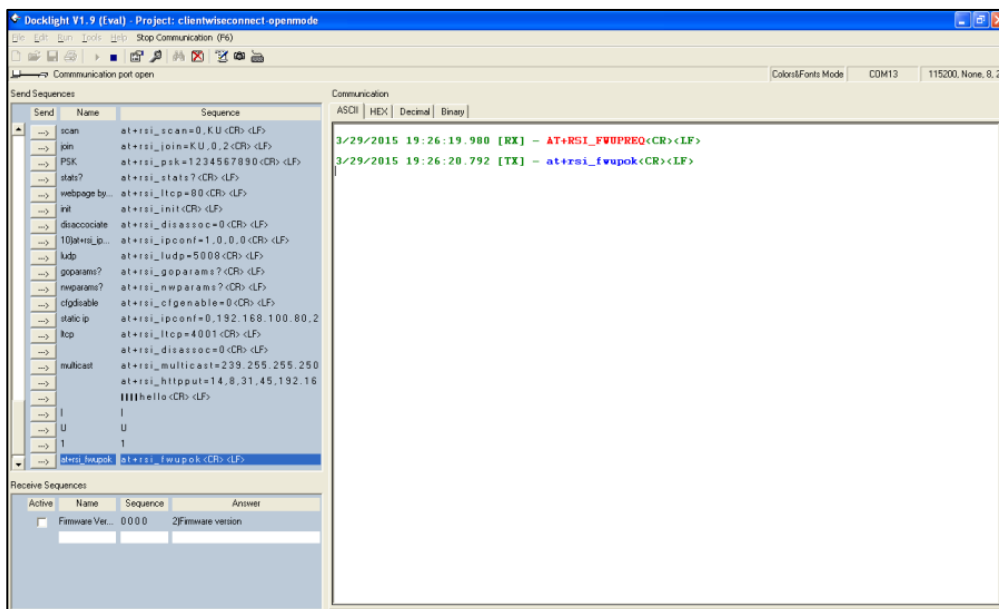 Docklight V1.9 (Eval) - Project: clientwiseconnect-openmode
File Edit Run Tools Help Stop Communication (F6)
Commmunication port open Colors&Fonts Mode COM13 115200, None, 8,
Send Sequences
Send Name Sequence
---> scan at+rsi_scan=0,KU<CR><LF>
---> join at+rsi_join=KU,0,2<CR><LF>
---> PSK at+rsi_psk=1234567890<CR><LF>
---> stats? at+rsi_stats?<CR><LF>
---> webpage by... at+rsi_ltcp=80<CR><LF>
---> init at+rsi_init<CR><LF>
---> disaccociate at+rsi_disassoc=0<CR><LF>
---> 10)at+rsi_ip... at+rsi_ipconf=1,0,0,0<CR><LF>
---> ludp at+rsi_ludp=5008<CR><LF>
---> goparams? at+rsi_goparams?<CR><LF>
---> nwparams? at+rsi_nwparams?<CR><LF>
---> cfgdisable at+rsi_cfgenable=0<CR><LF>
---> static ip at+rsi_ipconf=0,192.168.100.80,2
---> ltcp at+rsi_ltcp=4001<CR><LF>
---> at+rsi_disassoc=0<CR><LF>
---> multicast at+rsi_multicast=239.255.255.250
---> at+rsi_httpput=14,8,31,45,192.16
---> ||||hello<CR><LF>
---> | |
---> U U
---> 1 1
---> at+rsi_fwupok at+rsi_fwupok<CR><LF>
Receive Sequences
Active Name Sequence Answer
Firmware Ver... 0000 2)Firmware version
Communication
ASCII HEX Decimal Binary
3/29/2015 19:26:19.980 [RX] - AT+RSI_FWUPREQ<CR><LF>
3/29/2015 19:26:20.792 [TX] - at+rsi_fwupok<CR><LF>